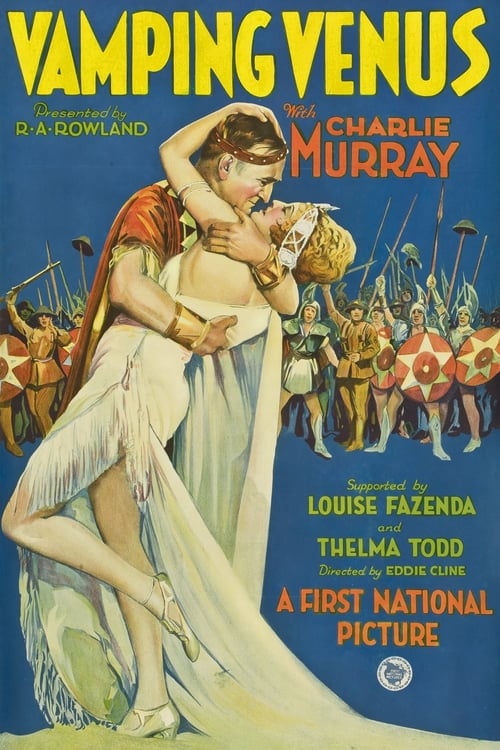 VAMPING VENUS
Presented by
R·A·ROWLAND
With
CHARLIE
MURRAY
Supported by
LOUISE FAZENDA
and
THELMA TODD
Directed by EDDIE CLINE
A FIRST NATIONAL
PICTURE